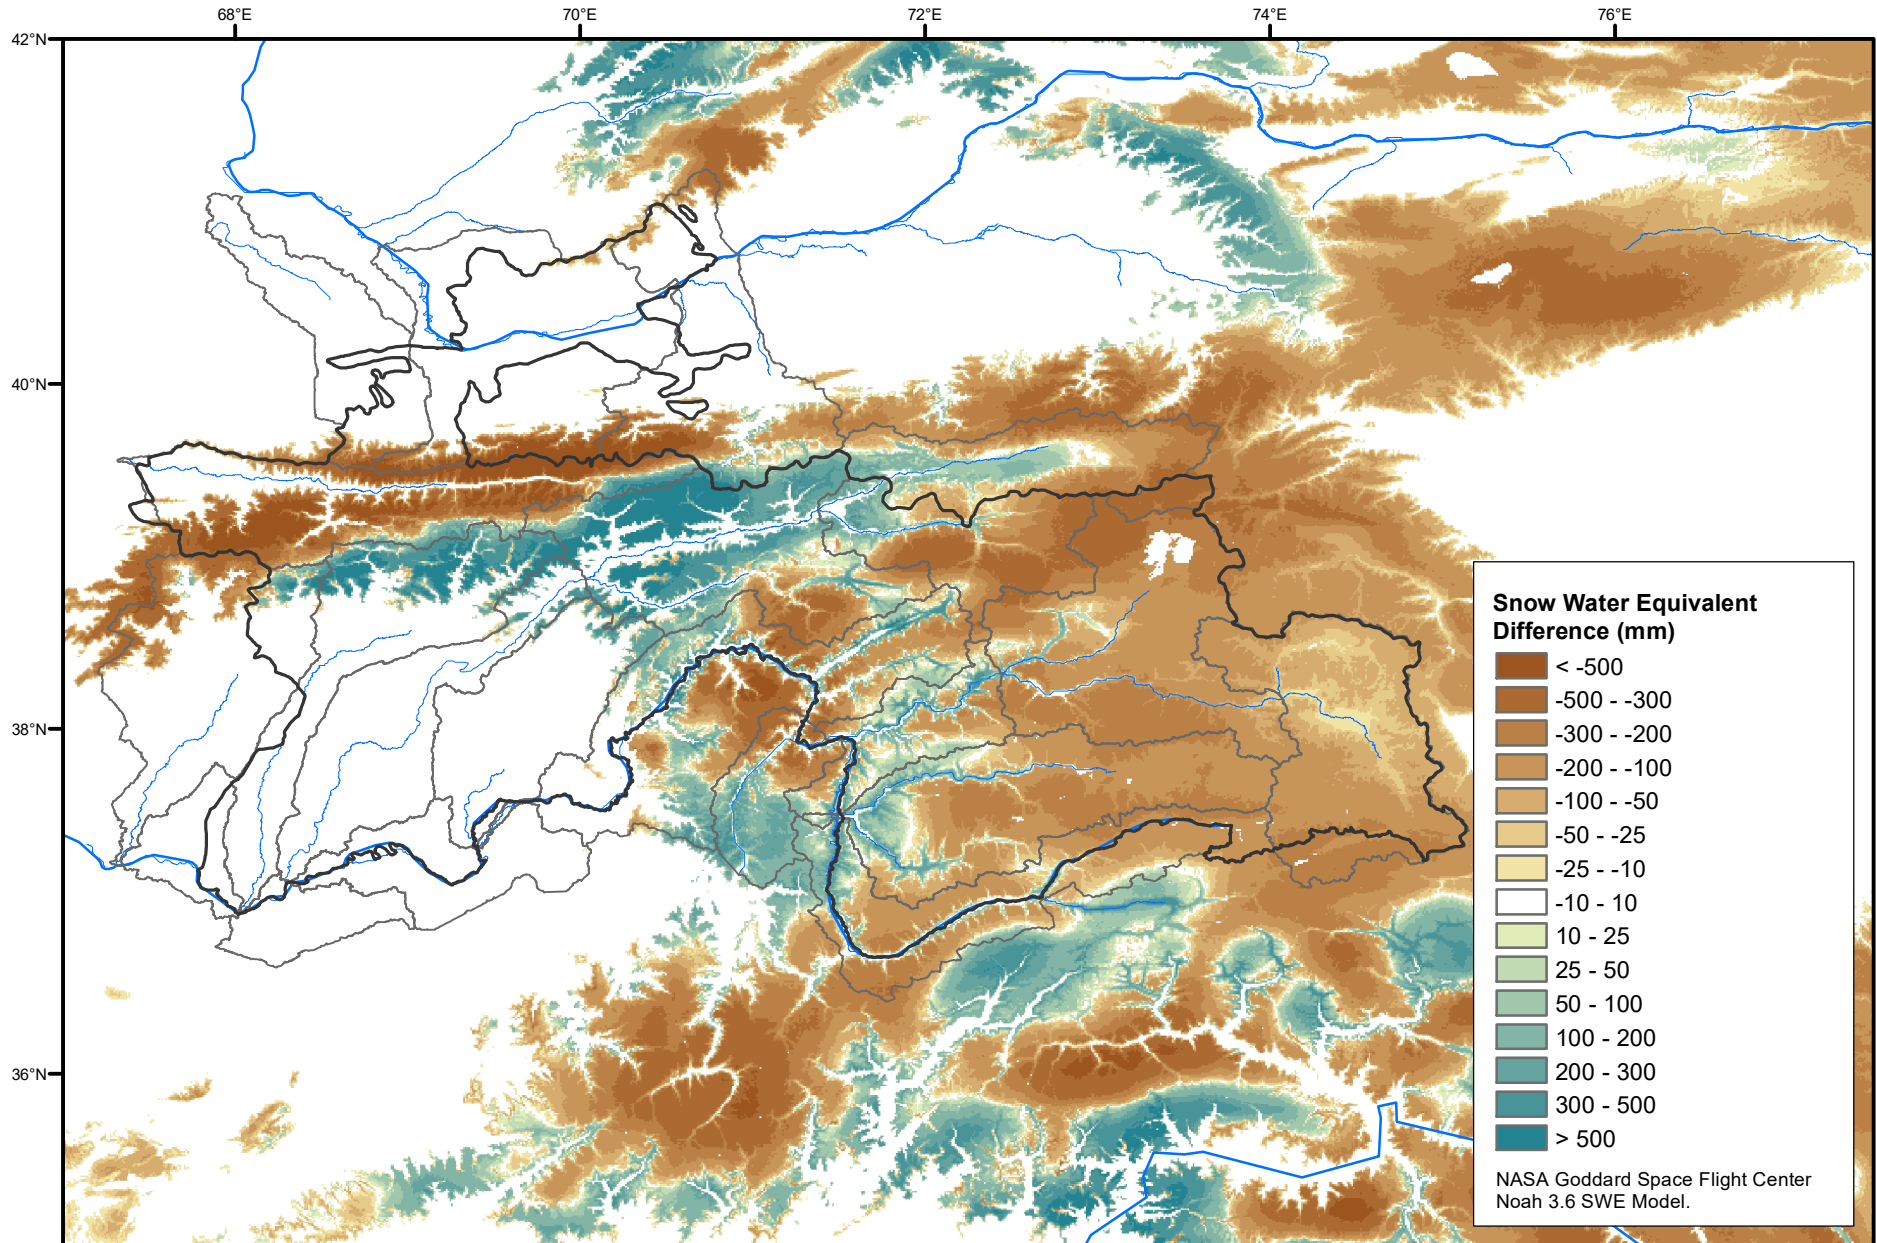 68°E 70°E 72°E 74°E 76°E
42°N
40°N
38°N
36°N
Snow Water Equivalent
Difference (mm)
< -500
-500 - -300
-300 - -200
-200 - -100
-100 - -50
-50 - -25
-25 - -10
-10 - 10
10 - 25
25 - 50
50 - 100
100 - 200
200 - 300
300 - 500
> 500
NASA Goddard Space Flight Center
Noah 3.6 SWE Model.